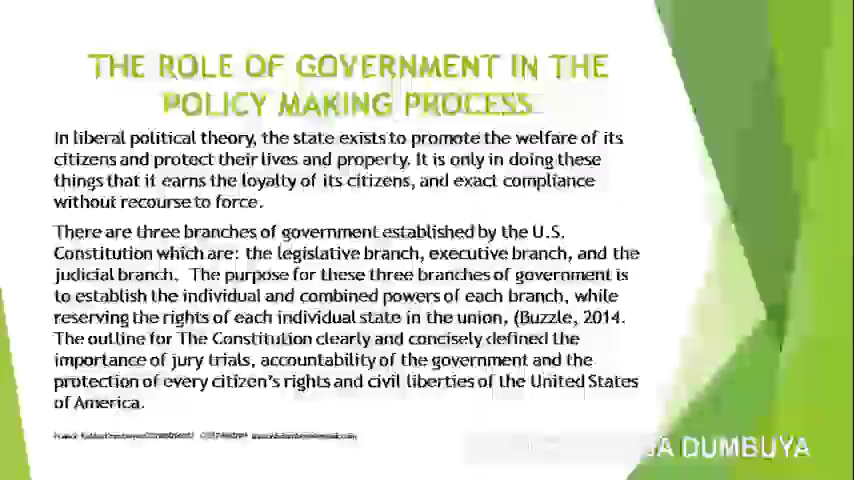 THE ROLE OF GOVERNMENT IN THE
POLICY MAKING PROCESS
In liberal political theory, the state exists to promote the welfare of its
citizens and protect their lives and property. It is only in doing these
things that it earns the loyalty of its citizens, and exact compliance
without recourse to force.
There are three branches of government established by the U.S.
Constitution which are: the legislative branch, executive branch, and the
judicial branch. The purpose for these three branches of government is
to establish the individual and combined powers of each branch, while
reserving the rights of each individual state in the union, (Buzzle, 2014.
The outline for The Constitution clearly and concisely defined the
importance of jury trials, accountability of the government and the
protection of every citizen's rights and civil liberties of the United States
of America.
DUMBUYA